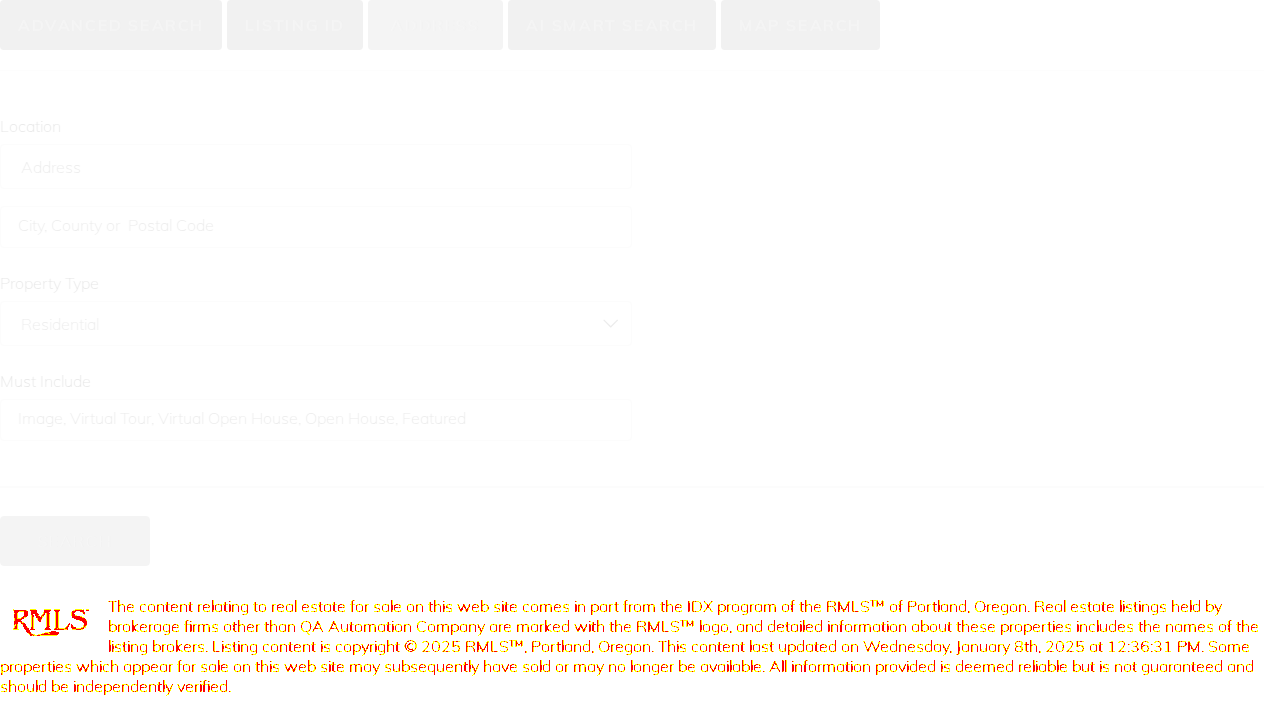 ADVANCED SEARCH LISTING ID AI SMART SEARCH MAP SEARCH
Location
Address
City, County or Postal Code
Property Type
Residential
Must Include
Image, Virtual Tour, Virtual Open House, Open House, Featured
RMLS
The content relating to real estate for sale on this web site comes in part from the IDX program of the RMLS™ of Portland, Oregon. Real estate listings held by
brokerage firms other than QA Automation Company are marked with the RMLS™ logo, and detailed information about these properties includes the names of the
listing brokers. Listing content is copyright © 2025 RMLS™, Portland, Oregon. This content last updated on Wednesday, January 8th, 2025 at 12:36:31 PM. Some
properties which appear for sale on this web site may subsequently have sold or may no longer be available. All information provided is deemed reliable but is not guaranteed and
should be independently verified.